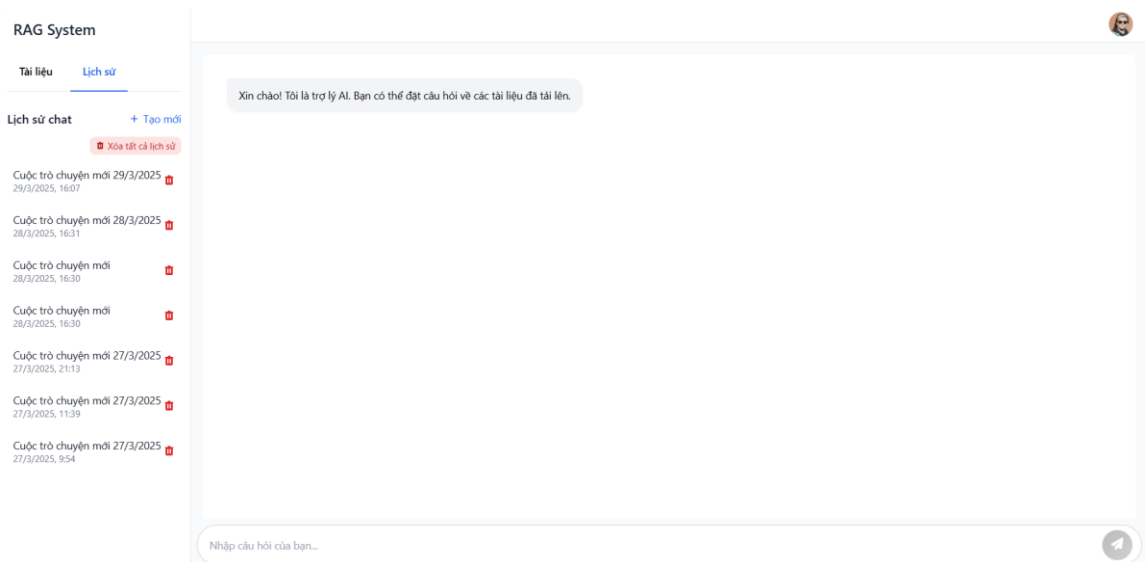 RAG System
Tài liệu
Lịch sử
Lịch sử chat
+ Tạo mới
Xóa tất cả lịch sử
Cuộc trò chuyện mới 29/3/2025
29/3/2025, 16:07
Cuộc trò chuyện mới 28/3/2025
28/3/2025, 16:31
Cuộc trò chuyện mới
28/3/2025, 16:30
Cuộc trò chuyện mới
28/3/2025, 16:30
Cuộc trò chuyện mới 27/3/2025
27/3/2025, 21:13
Cuộc trò chuyện mới 27/3/2025
27/3/2025, 11:39
Cuộc trò chuyện mới 27/3/2025
27/3/2025, 9:54
Xin chào! Tôi là trợ lý AI. Bạn có thể đặt câu hỏi về các tài liệu đã tải lên.
Nhập câu hỏi của bạn...